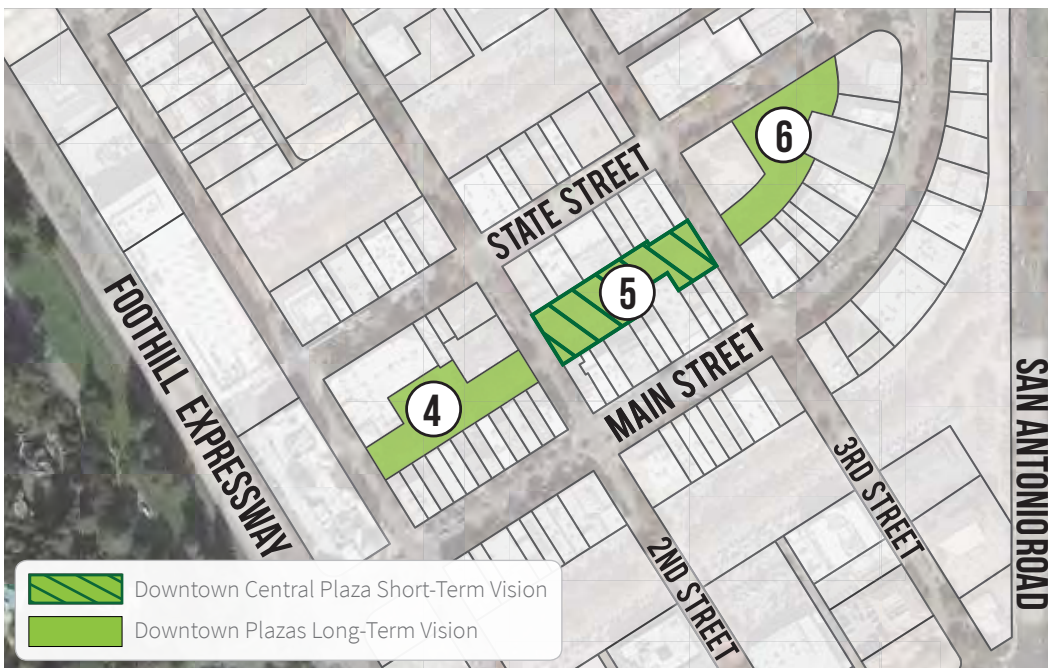 6
STATE STREET
5
FOOTHILL EXPRESSWAY
4
MAIN STREET
SAN ANTONIO ROAD
3RD STREET
2ND STREET
Downtown Central Plaza Short-Term Vision
Downtown Plazas Long-Term Vision